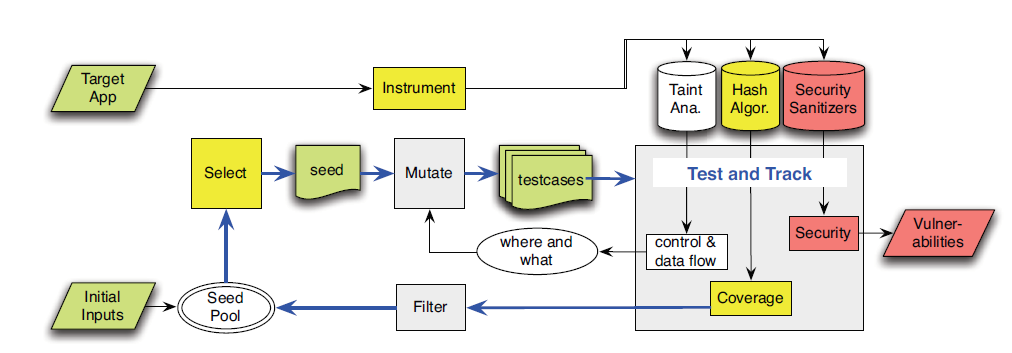 Target
App
Instrument
Taint
Ana.
Hash
Algor.
Security
Sanitizers
Select
seed
Mutate
testcases
Test and Track
where and
what
control &
data flow
Security
Vulner-
abilities
Initial
Inputs
Seed
Pool
Filter
Coverage